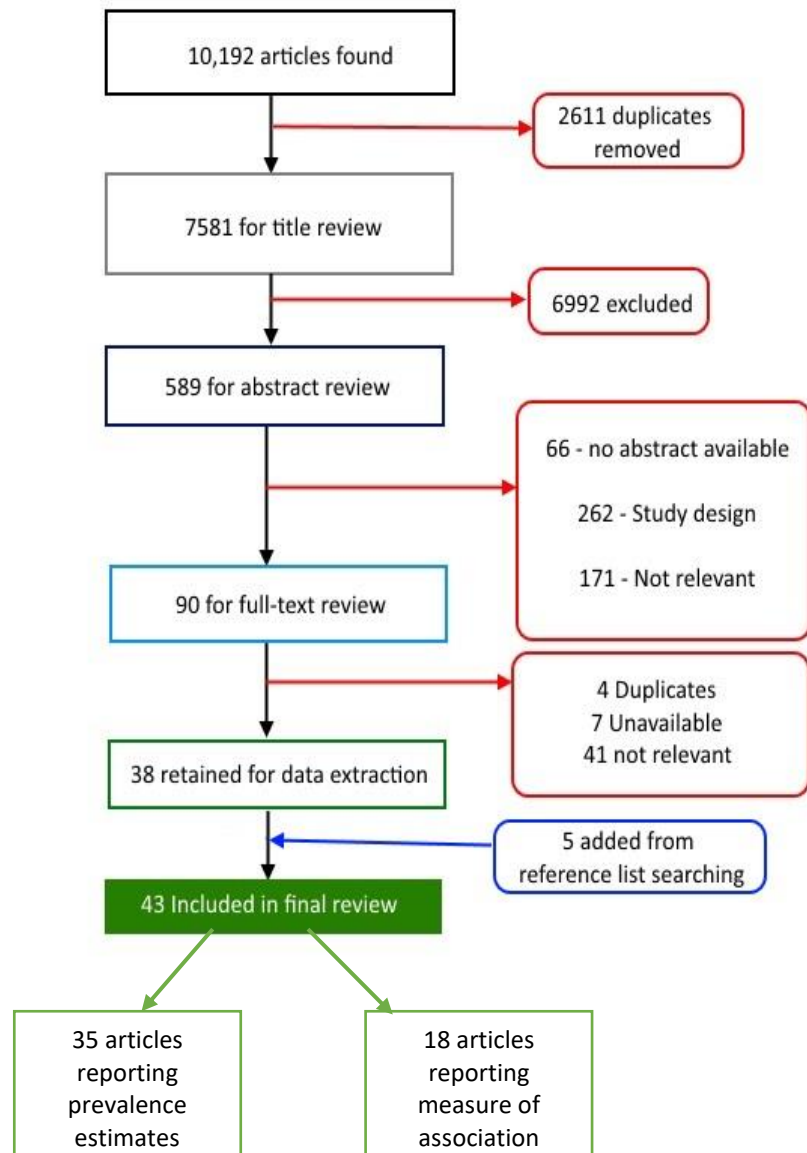 10,192 articles found
2611 duplicates
removed
7581 for title review
6992 excluded
589 for abstract review
66 - no abstract available
262 - Study design
171 - Not relevant
90 for full-text review
4 Duplicates
7 Unavailable
41 not relevant
38 retained for data extraction
5 added from
reference list searching
43 Included in final review
35 articles
reporting
prevalence
estimates
18 articles
reporting
measure of
association